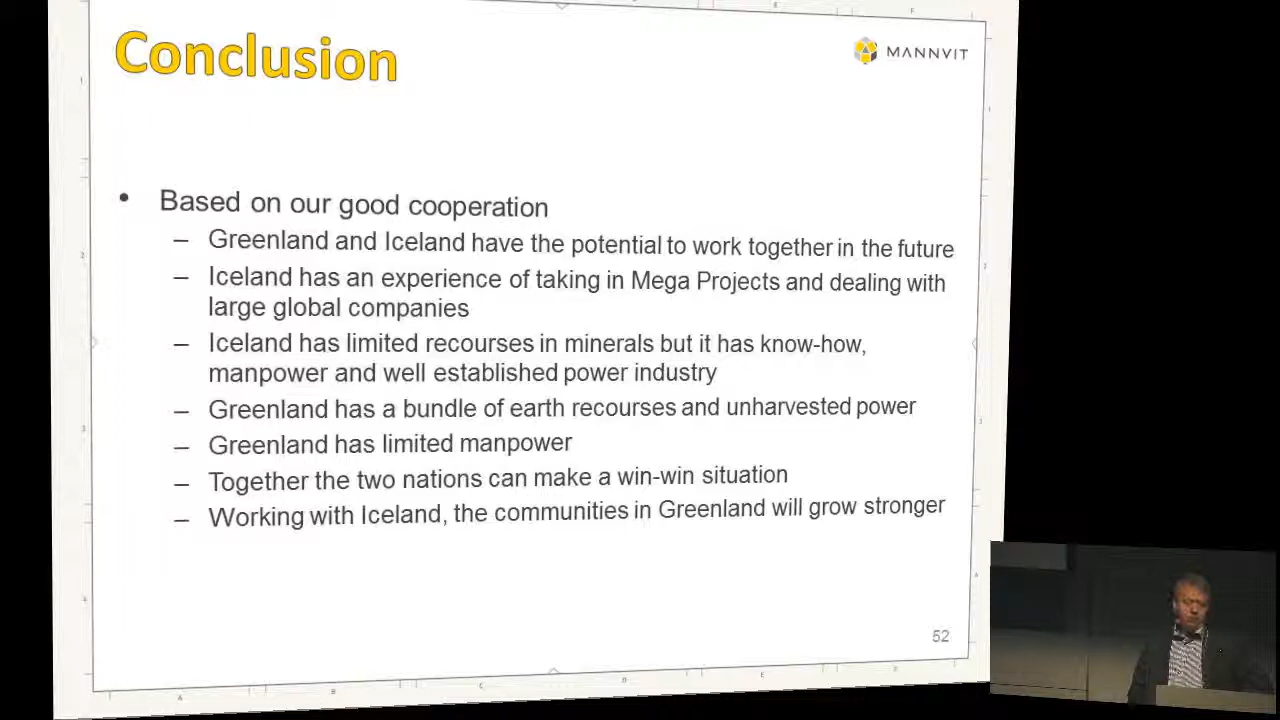 Conclusion
MANNVIT
• Based on our good cooperation
– Greenland and Iceland have the potential to work together in the future
– Iceland has an experience of taking in Mega Projects and dealing with
large global companies
– Iceland has limited recourses in minerals but it has know-how,
manpower and well established power industry
– Greenland has a bundle of earth recourses and unharvested power
– Greenland has limited manpower
– Together the two nations can make a win-win situation
– Working with Iceland, the communities in Greenland will grow stronger
52